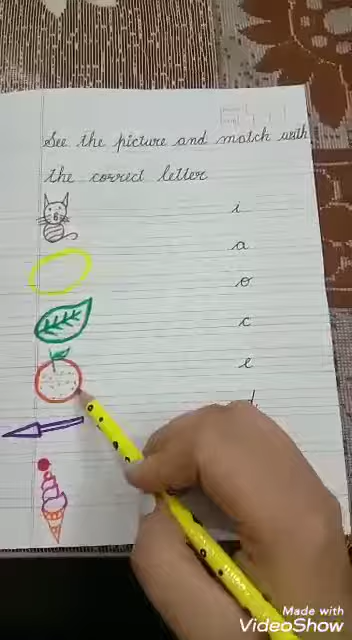 See the picture and match with
the correct letter
i
a
o
c
e
d
Made with
VideoShow